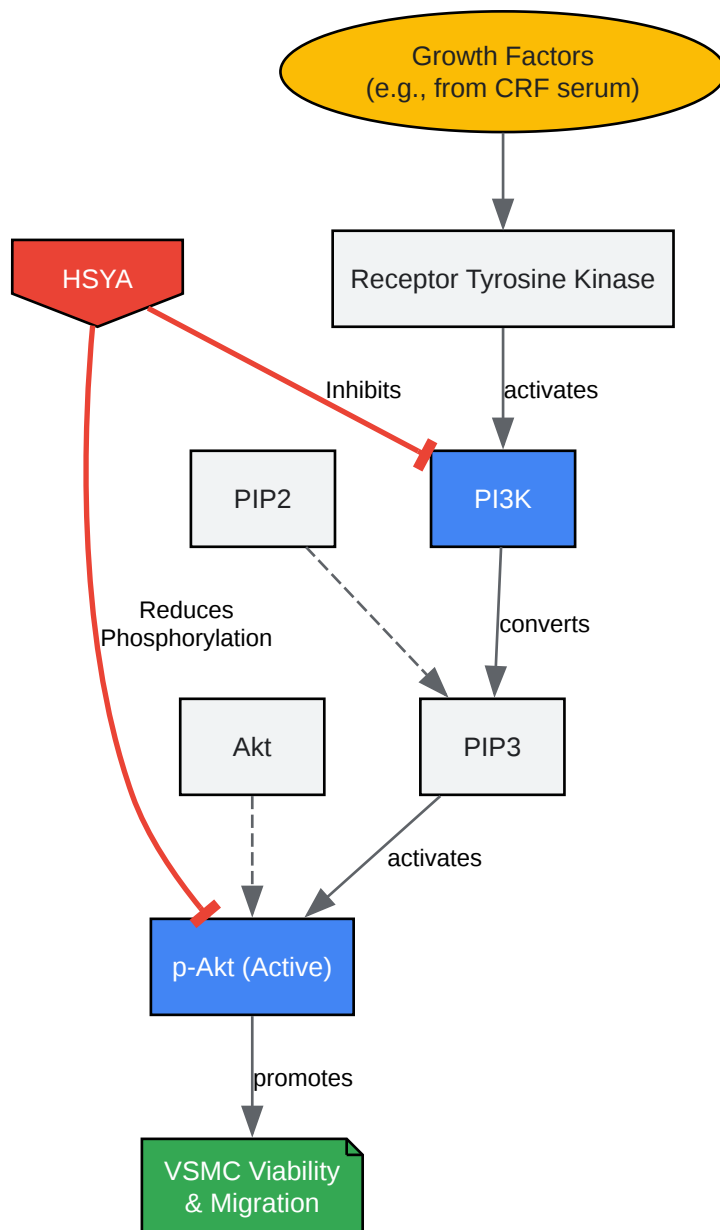 Growth Factors
(e.g., from CRF serum)
HSYA
Receptor Tyrosine Kinase
Inhibits
activates
PIP2
PI3K
Reduces
Phosphorylation
converts
Akt
PIP3
activates
p-Akt (Active)
promotes
VSMC Viability
& Migration